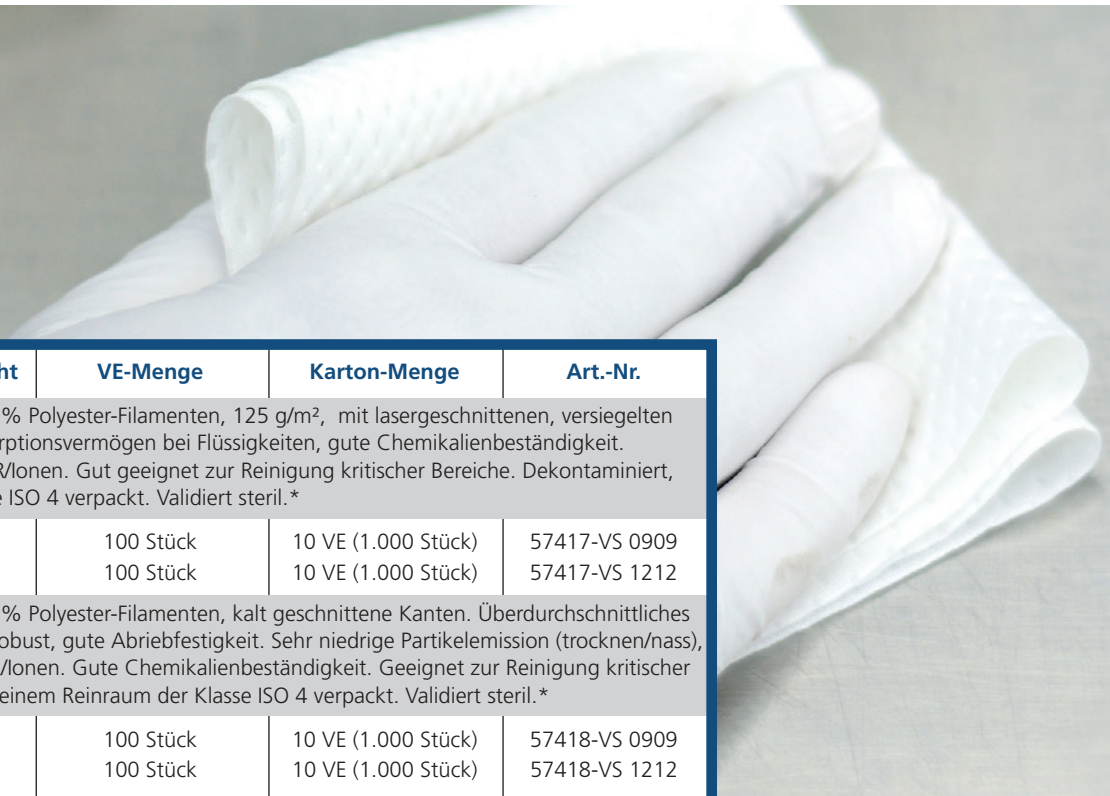 VE-Menge Karton-Menge Art.-Nr.
% Polyester-Filamenten, 125 g/m², mit lasergeschnittenen, versiegelten
bei Flüssigkeiten, gute Chemikalienbeständigkeit.
/Ionen. Gut geeignet zur Reinigung kritischer Bereiche. Dekontaminiert,
ISO 4 verpackt. Validiert steril.*
100 Stück 10 VE (1.000 Stück) 57417-VS 0909
100 Stück 10 VE (1.000 Stück) 57417-VS 1212
% Polyester-Filamenten, kalt geschnittene Kanten. Überdurchschnittliches
obust, gute Abriebfestigkeit. Sehr niedrige Partikelemission (trocknen/nass),
/Ionen. Gute Chemikalienbeständigkeit. Geeignet zur Reinigung kritischer
einem Reinraum der Klasse ISO 4 verpackt. Validiert steril.*
100 Stück 10 VE (1.000 Stück) 57418-VS 0909
100 Stück 10 VE (1.000 Stück) 57418-VS 1212